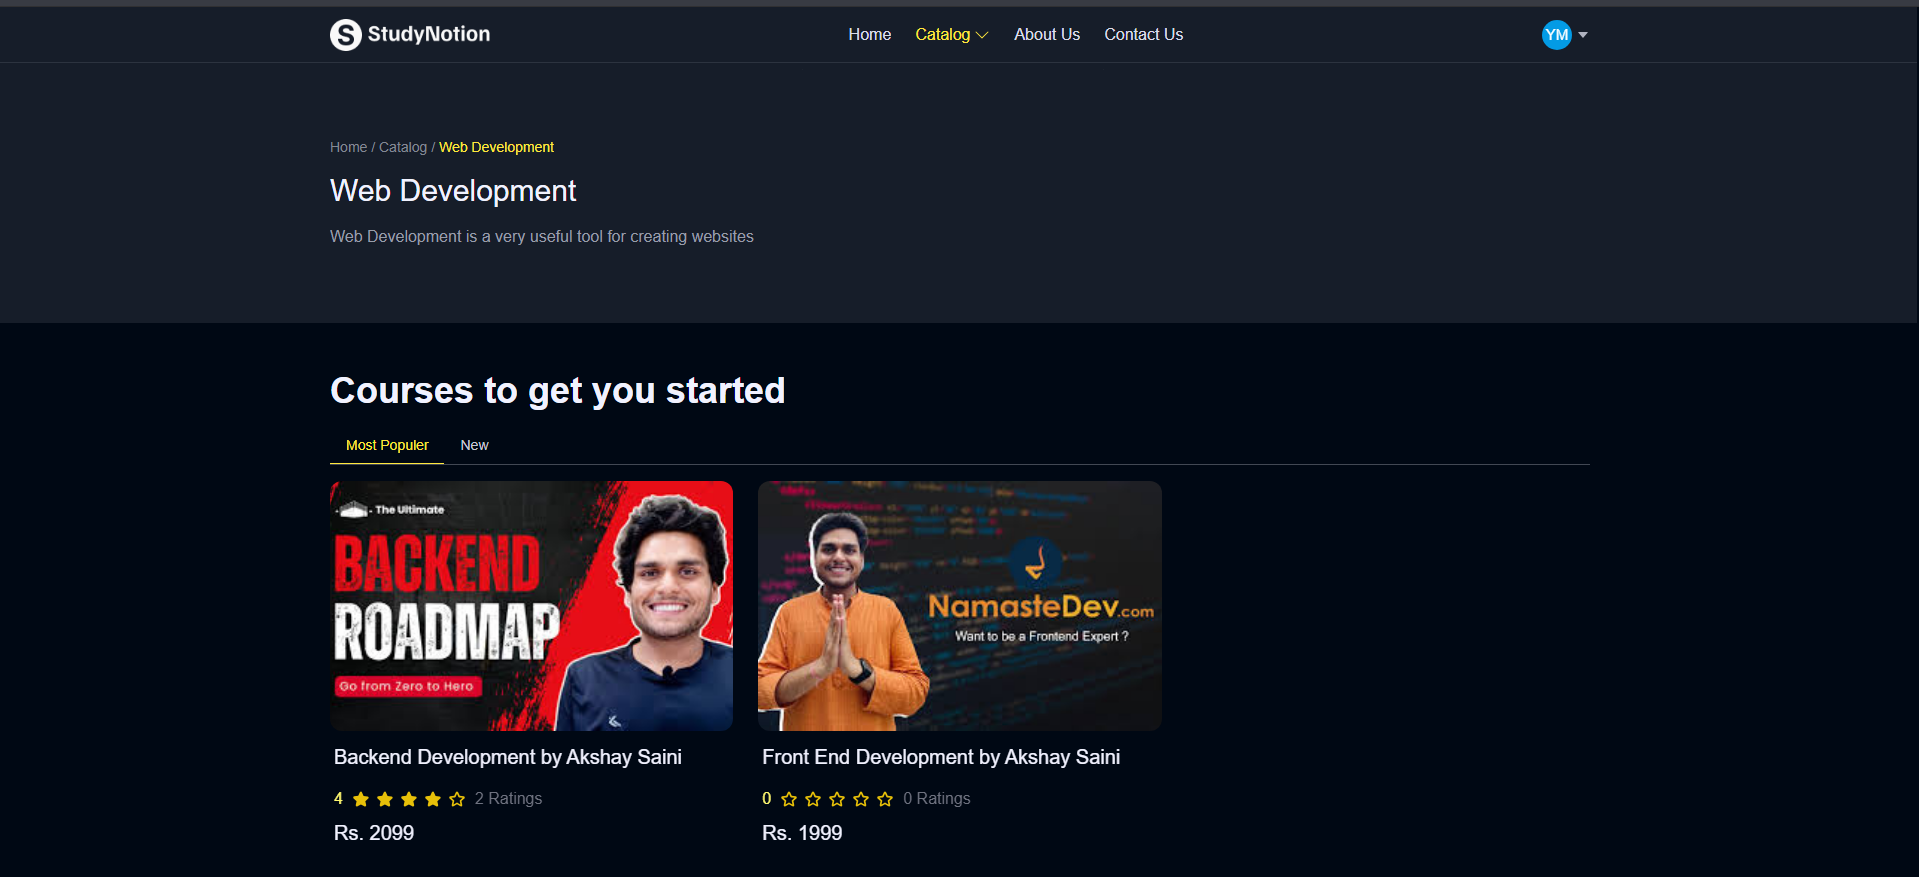 S StudyNotion
Home Catalog About Us Contact Us
YM
Home / Catalog / Web Development
Web Development
Web Development is a very useful tool for creating websites
Courses to get you started
Most Populer New
The Ultimate
BACKEND
ROADMAP
Go from Zero to Hero
NamasteDev.com
Want to be a Frontend Expert ?
Backend Development by Akshay Saini
4 2 Ratings
Rs. 2099
Front End Development by Akshay Saini
0 0 Ratings
Rs. 1999